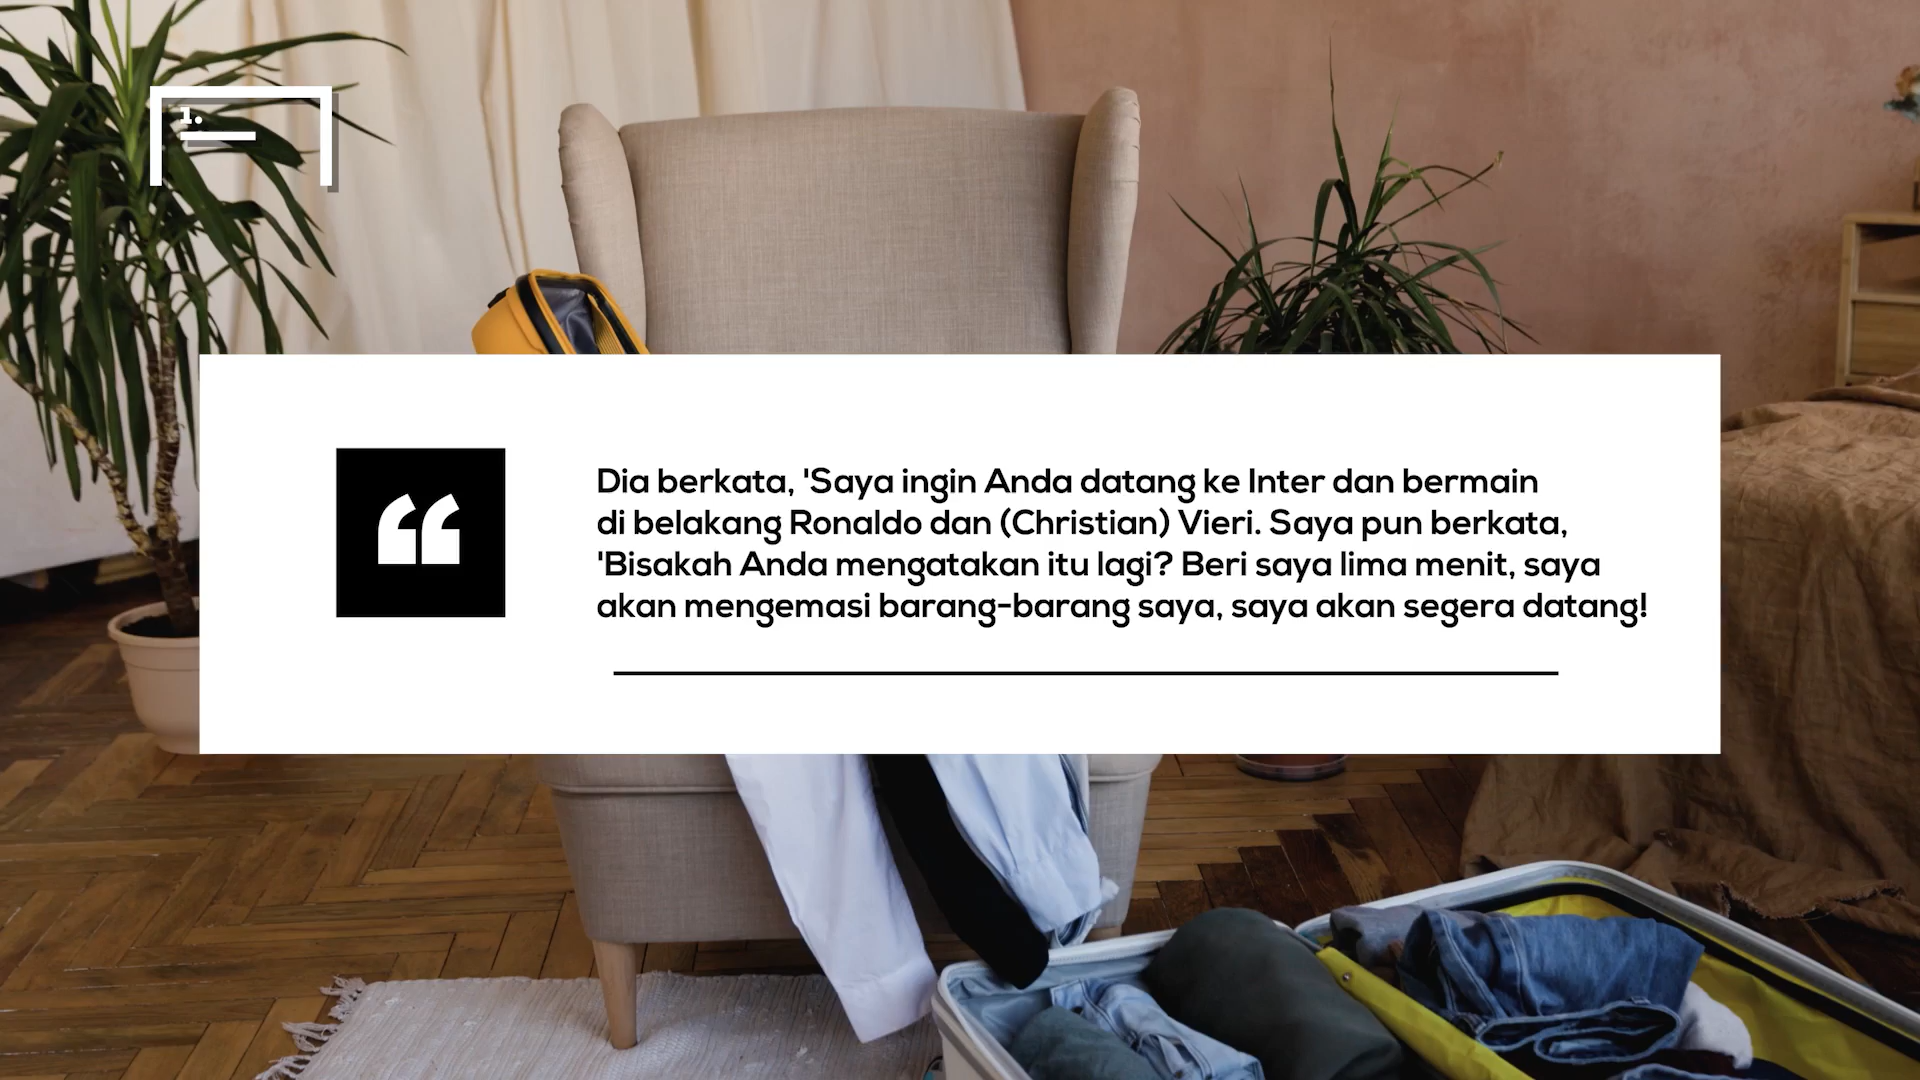 1.
Dia berkata, 'Saya ingin Anda datang ke Inter dan bermain
di belakang Ronaldo dan (Christian) Vieri. Saya pun berkata,
'Bisakah Anda mengatakan itu lagi? Beri saya lima menit, saya
akan mengemasi barang-barang saya, saya akan segera datang!